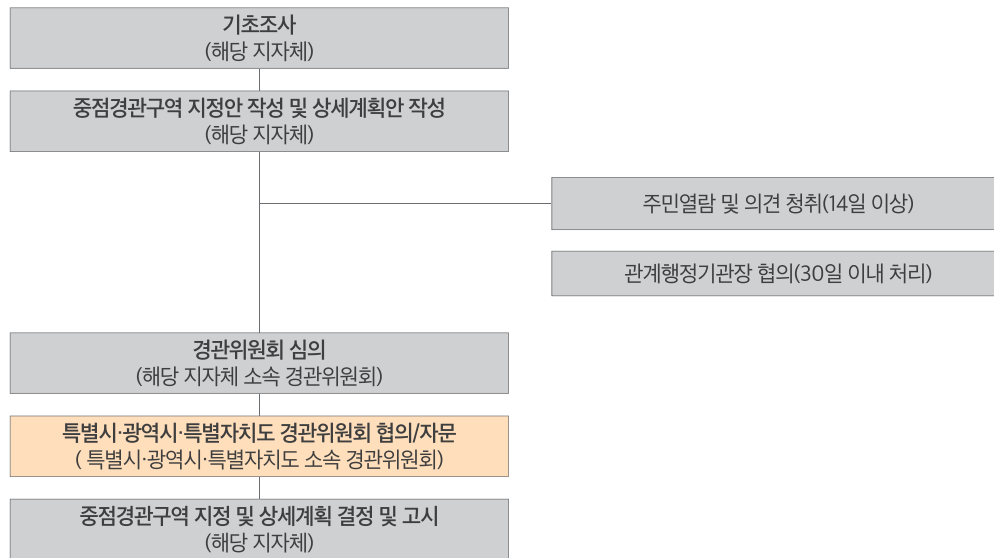 기초조사
(해당 지자체)
중점경관구역 지정안 작성 및 상세계획안 작성
(해당 지자체)
주민열람 및 의견 청취(14일 이상)
관계행정기관장 협의(30일 이내 처리)
경관위원회 심의
(해당 지자체 소속 경관위원회)
특별시·광역시·특별자치도 경관위원회 협의/자문
( 특별시·광역시·특별자치도 소속 경관위원회)
중점경관구역 지정 및 상세계획 결정 및 고시
(해당 지자체)